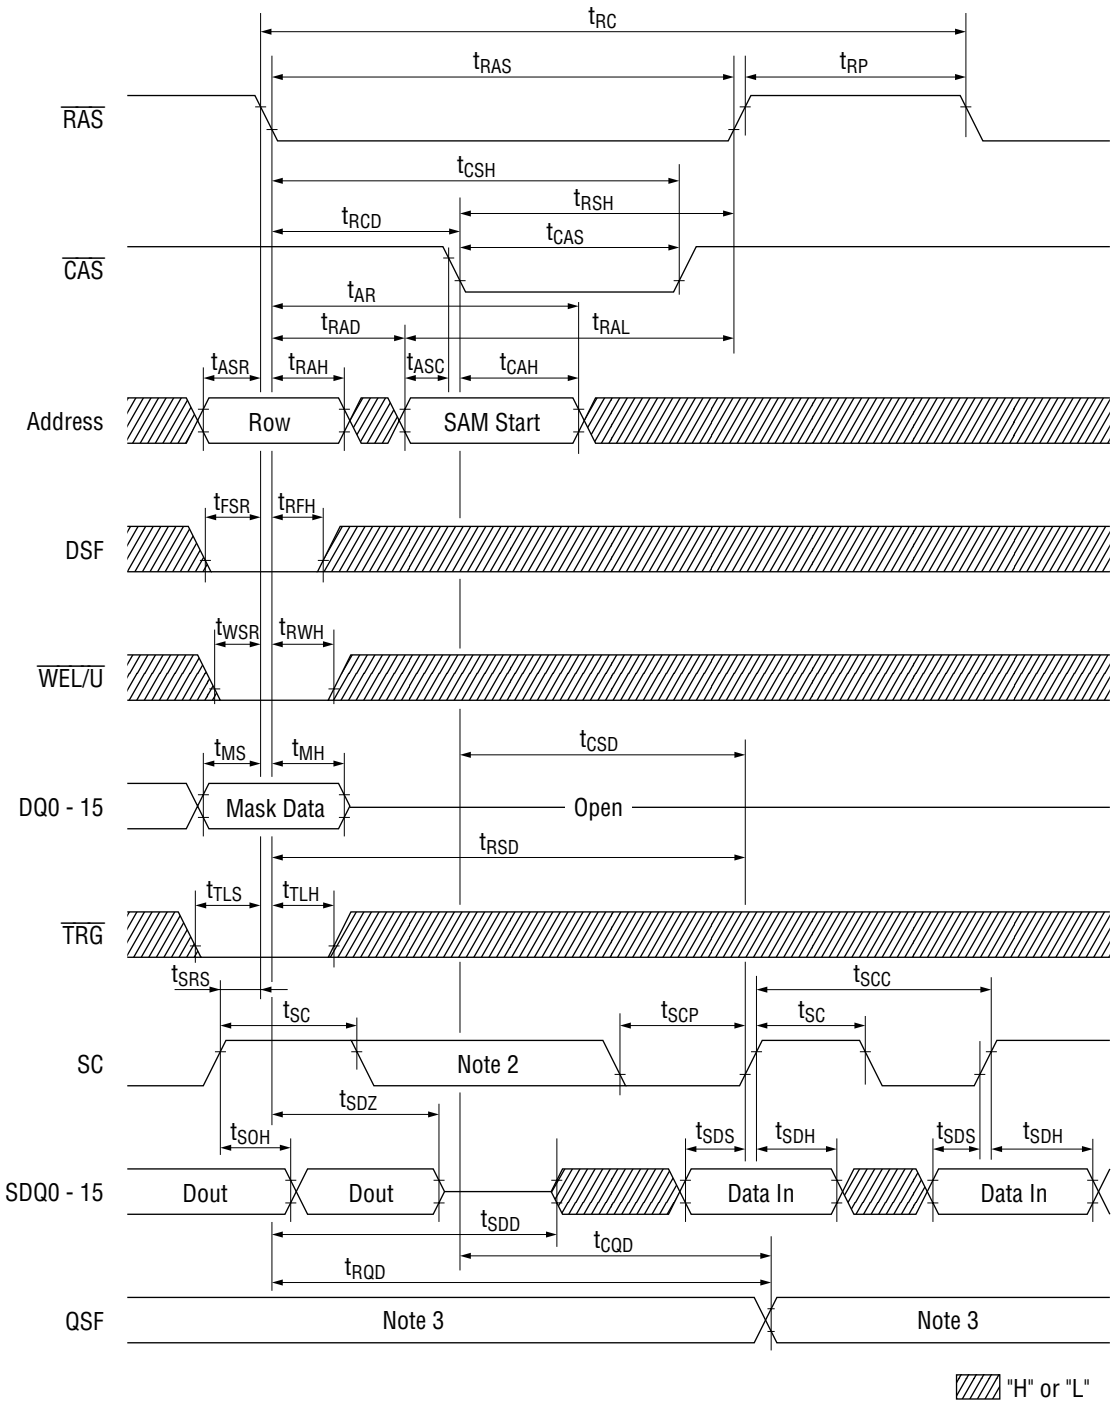 tRC
tRAS
tRP
RAS
tCSH
tRSH
tRCD
tCAS
CAS
tAR
tRAD
tRAL
tASR
tRAH
tASC
tCAH
Address
Row
SAM Start
tFSR
tRFH
DSF
tWSR
tRWH
WEL/U
tCSD
tMS
tMH
DQ0 - 15
Mask Data
Open
tRSD
tTLS
tTLH
TRG
tSRS
tSCC
tSC
tSCP
tSC
SC
Note 2
tSDZ
tSOH
tSDS
tSDH
tSDS
tSDH
SDQ0 - 15
Dout
Dout
Data In
Data In
tSDD
tCQD
tRQD
QSF
Note 3
Note 3
"H" or "L"